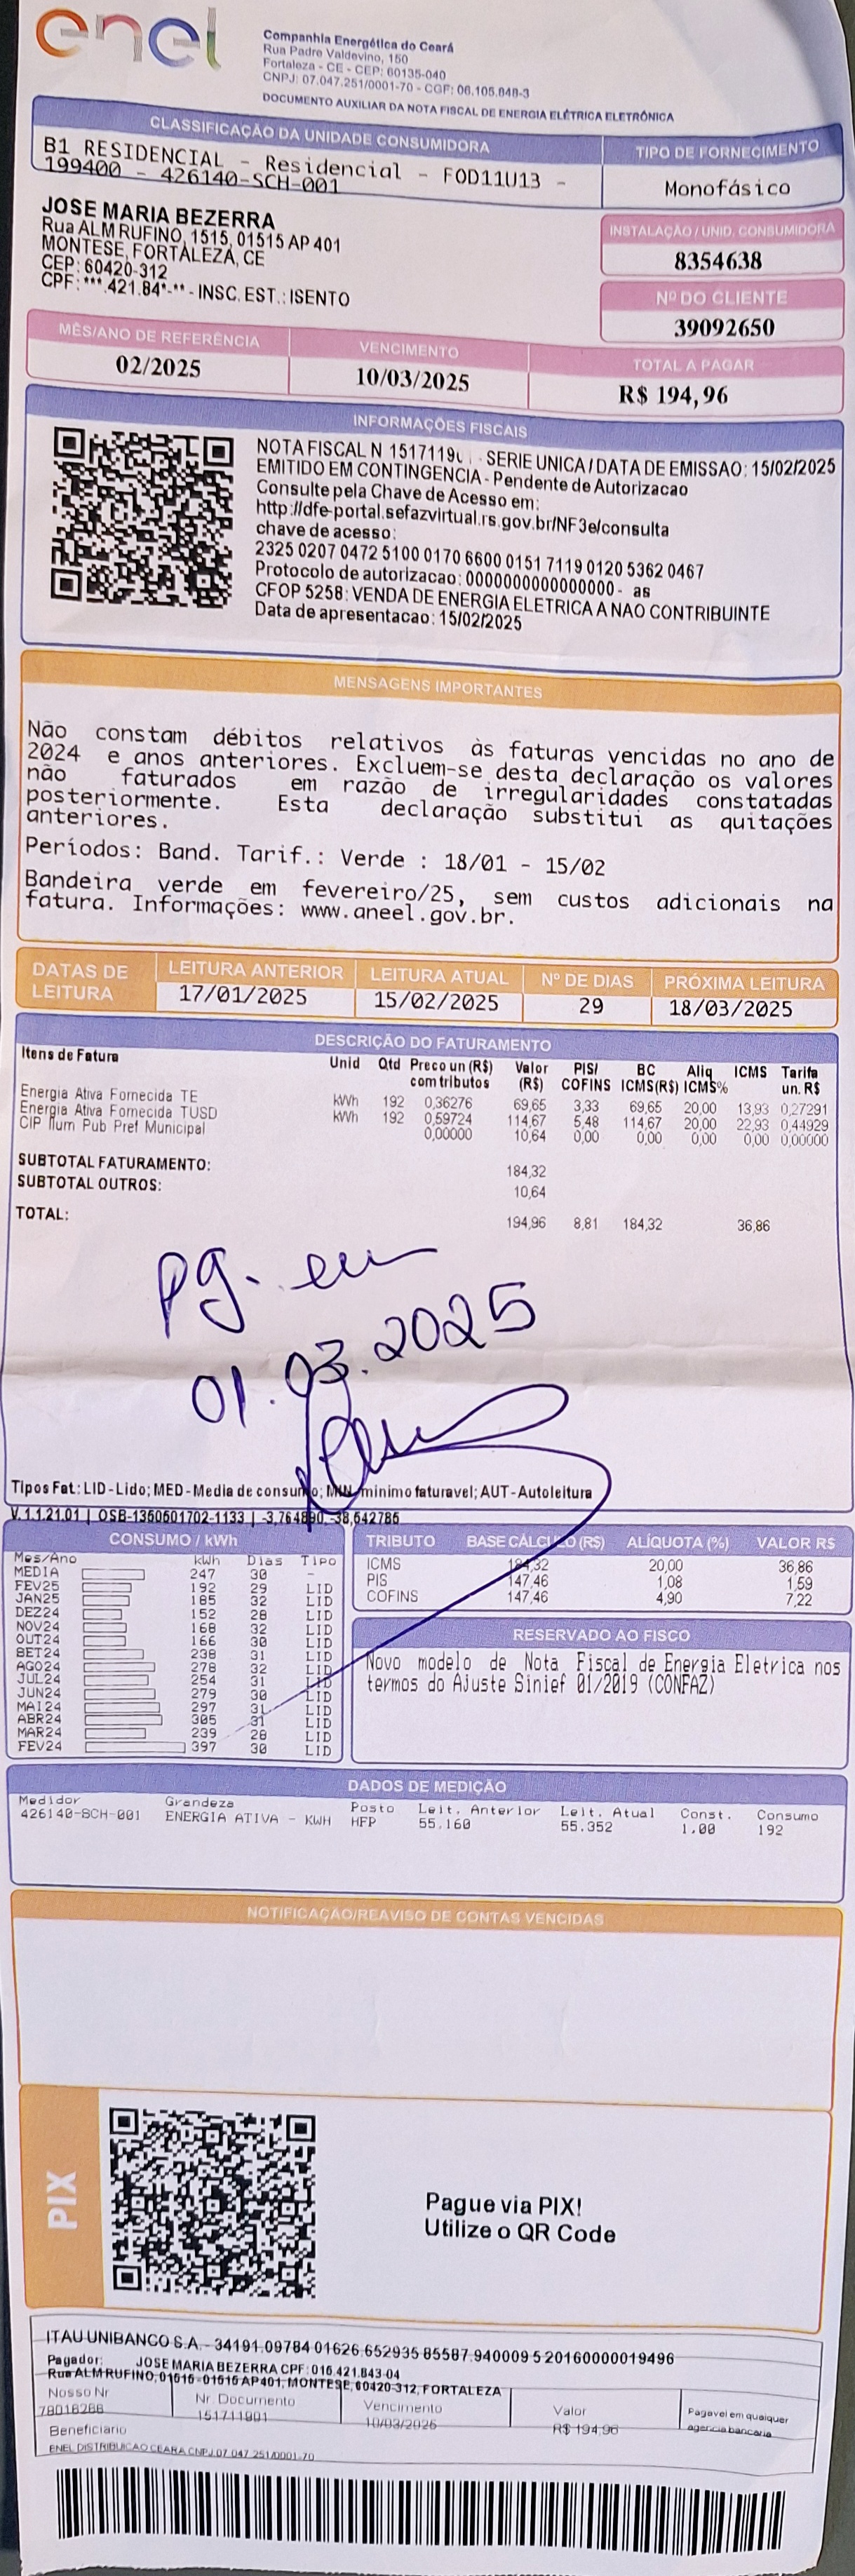 enel
Companhia Energética do Ceará
Rua Padre Valdevino, 150
Fortaleza - CE - CEP: 60135-040
CNPJ: 07.047.251/0001-70 - CGF: 06.105.848-3
DOCUMENTO AUXILIAR DA NOTA FISCAL DE ENERGIA ELÉTRICA ELETRÔNICA
CLASSIFICAÇÃO DA UNIDADE CONSUMIDORA
B1 RESIDENCIAL - Residencial - FOD11U13 -
199400 - 426140-SCH-001
TIPO DE FORNECIMENTO
Monofásico
JOSE MARIA BEZERRA
Rua ALM RUFINO, 1515, 01515 AP 401
MONTESE, FORTALEZA, CE
CEP: 60420-312
CPF: ***.421.84*-** - INSC. EST.: ISENTO
INSTALAÇÃO / UNID. CONSUMIDORA
8354638
Nº DO CLIENTE
39092650
MÊS/ANO DE REFERÊNCIA VENCIMENTO TOTAL A PAGAR
02/2025 10/03/2025 R$ 194,96
INFORMAÇÕES FISCAIS
NOTA FISCAL N 1517119 - SERIE UNICA / DATA DE EMISSAO: 15/02/2025
EMITIDO EM CONTINGENCIA - Pendente de Autorizacao
Consulte pela Chave de Acesso em:
http://dfe-portal.sefazvirtual.rs.gov.br/NF3e/consulta
chave de acesso:
2325 0207 0472 5100 0170 6600 0151 7119 0120 5362 0467
Protocolo de autorizacao: 0000000000000000 - as
CFOP 5258: VENDA DE ENERGIA ELETRICA A NAO CONTRIBUINTE
Data de apresentacao: 15/02/2025
MENSAGENS IMPORTANTES
Não constam débitos relativos às faturas vencidas no ano de
2024 e anos anteriores. Excluem-se desta declaração os valores
não faturados em razão de irregularidades constatadas
posteriormente. Esta declaração substitui as quitações
anteriores.
Períodos: Band. Tarif.: Verde : 18/01 - 15/02
Bandeira verde em fevereiro/25, sem custos adicionais na
fatura. Informações: www.aneel.gov.br.
DATAS DE LEITURA
LEITURA ANTERIOR LEITURA ATUAL Nº DE DIAS PRÓXIMA LEITURA
17/01/2025 15/02/2025 29 18/03/2025
DESCRIÇÃO DO FATURAMENTO
Itens de Fatura Unid Qtd Preco un (R$) com tributos Valor (R$) PIS/ COFINS BC ICMS(R$) Aliq ICMS% ICMS Tarifa un. R$
Energia Ativa Fornecida TE kWh 192 0,36276 69,65 3,33 69,65 20,00 13,93 0,27291
Energia Ativa Fornecida TUSD kWh 192 0,59724 114,67 5,48 114,67 20,00 22,93 0,44929
CIP Ilum Pub Pref Municipal 0,00000 10,64 0,00 0,00 0,00 0,00 0,00000
SUBTOTAL FATURAMENTO: 184,32
SUBTOTAL OUTROS: 10,64
TOTAL: 194,96 8,81 184,32 36,86
pg. em
01.03.2025
Tipos Fat: LID - Lido; MED - Media de consumo; MIN - minimo faturavel; AUT - Autoleitura
V.1.1.21.01 | OSB-1350501702-1133 | -3,764890,-38,542785
CONSUMO / kWh
Mes/Ano kWh Dias Tipo
MEDIA 247 30 -
FEV25 192 29 LID
JAN25 185 32 LID
DEZ24 152 28 LID
NOV24 168 32 LID
OUT24 166 30 LID
SET24 238 31 LID
AGO24 278 32 LID
JUL24 254 31 LID
JUN24 279 30 LID
MAI24 297 31 LID
ABR24 305 31 LID
MAR24 239 28 LID
FEV24 397 30 LID
TRIBUTO BASE CÁLCULO (R$) ALÍQUOTA (%) VALOR R$
ICMS 184,32 20,00 36,86
PIS 147,46 1,08 1,59
COFINS 147,46 4,90 7,22
RESERVADO AO FISCO
Novo modelo de Nota Fiscal de Energia Eletrica nos
termos do Ajuste Sinief 01/2019 (CONFAZ)
DADOS DE MEDIÇÃO
Medidor Grandeza Posto Leit. Anterior Leit. Atual Const. Consumo
426140-SCH-001 ENERGIA ATIVA - KWH HFP 55.160 55.352 1.00 192
NOTIFICAÇÃO/REAVISO DE CONTAS VENCIDAS
PIX
Pague via PIX!
Utilize o QR Code
ITAU UNIBANCO S.A. - 34191.09784 01626.652935 85587.940009 5 20160000019496
Pagador: JOSE MARIA BEZERRA CPF: 016.421.843-04
Rua ALM RUFINO, 01515 - 01515 AP 401, MONTESE, 60420-312, FORTALEZA
Nosso Nr Nr. Documento Vencimento Valor Pagavel em qualquer
78016266 151711901 10/03/2025 R$ 194,96 agencia bancaria
Beneficiario
ENEL DISTRIBUICAO CEARA CNPJ 07.047.251/0001-70